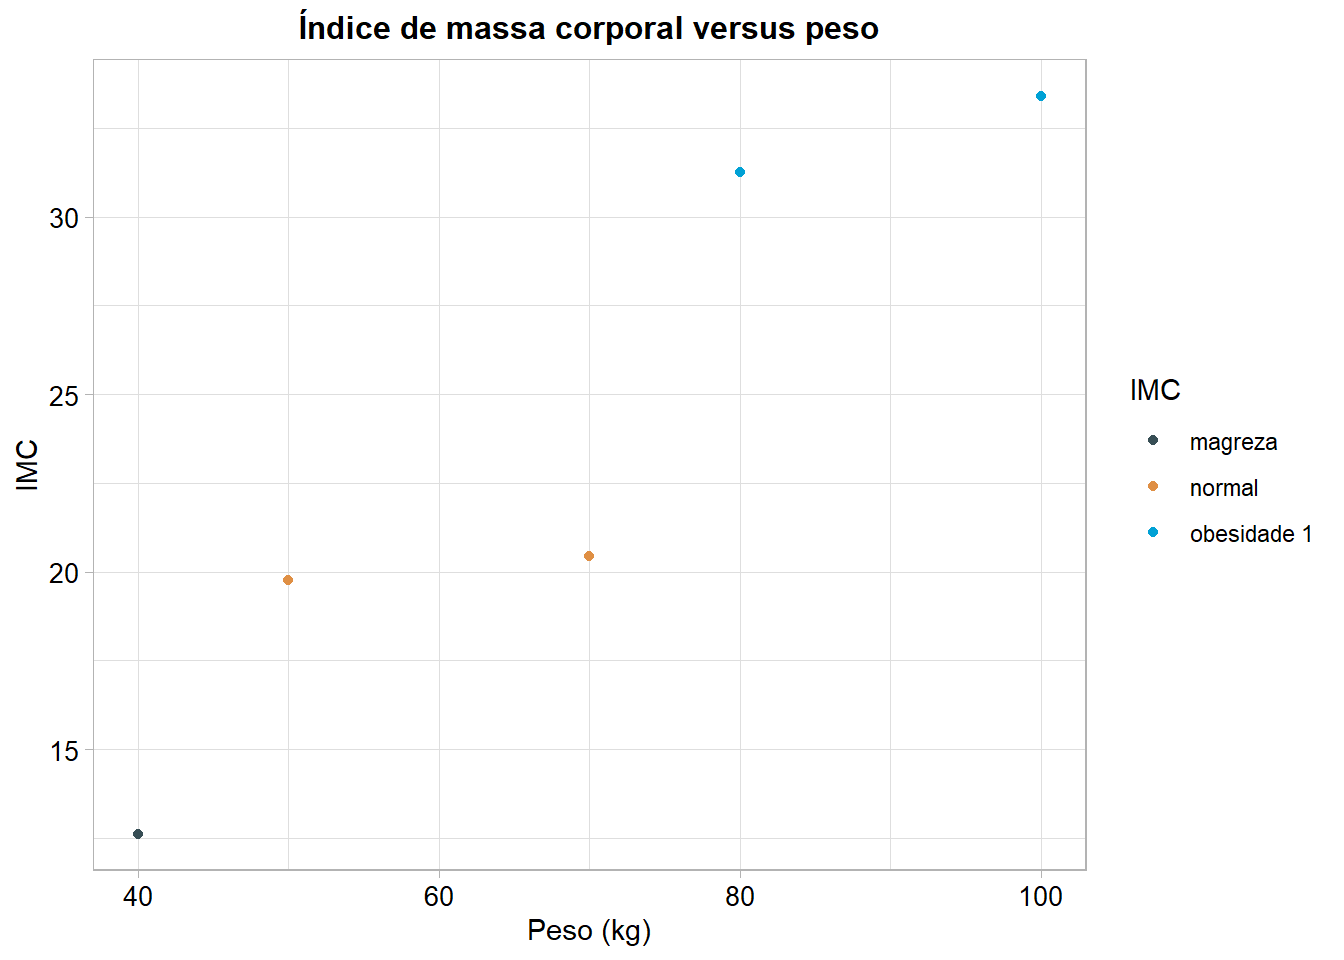 Índice de massa corporal versus peso
IMC
30
25
20
15
40 60 80 100
Peso (kg)
IMC
magreza
normal
obesidade 1